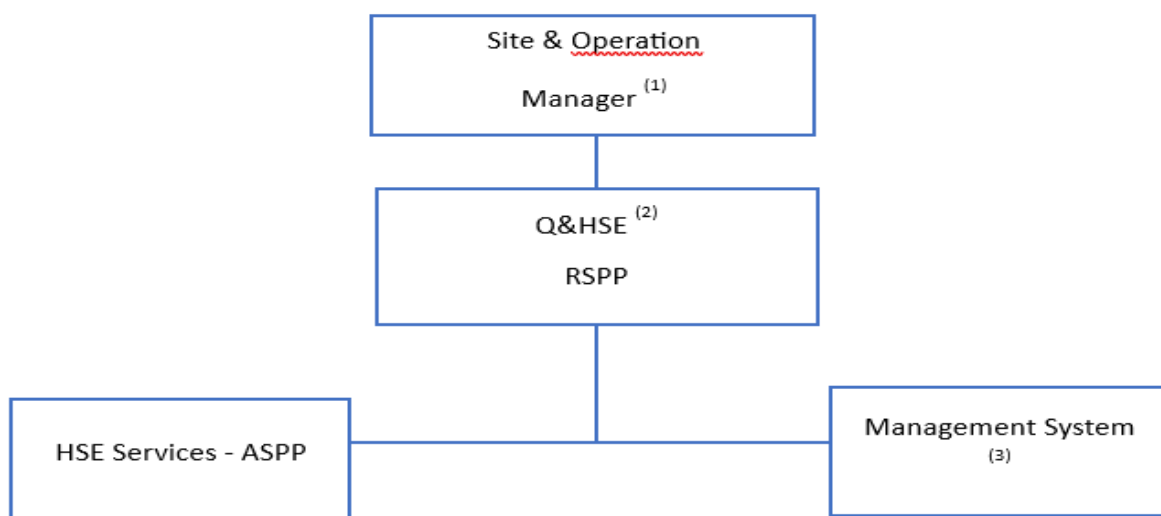 Site & Operation
Manager (1)
Q&HSE (2)
RSPP
HSE Services - ASPP
Management System
(3)